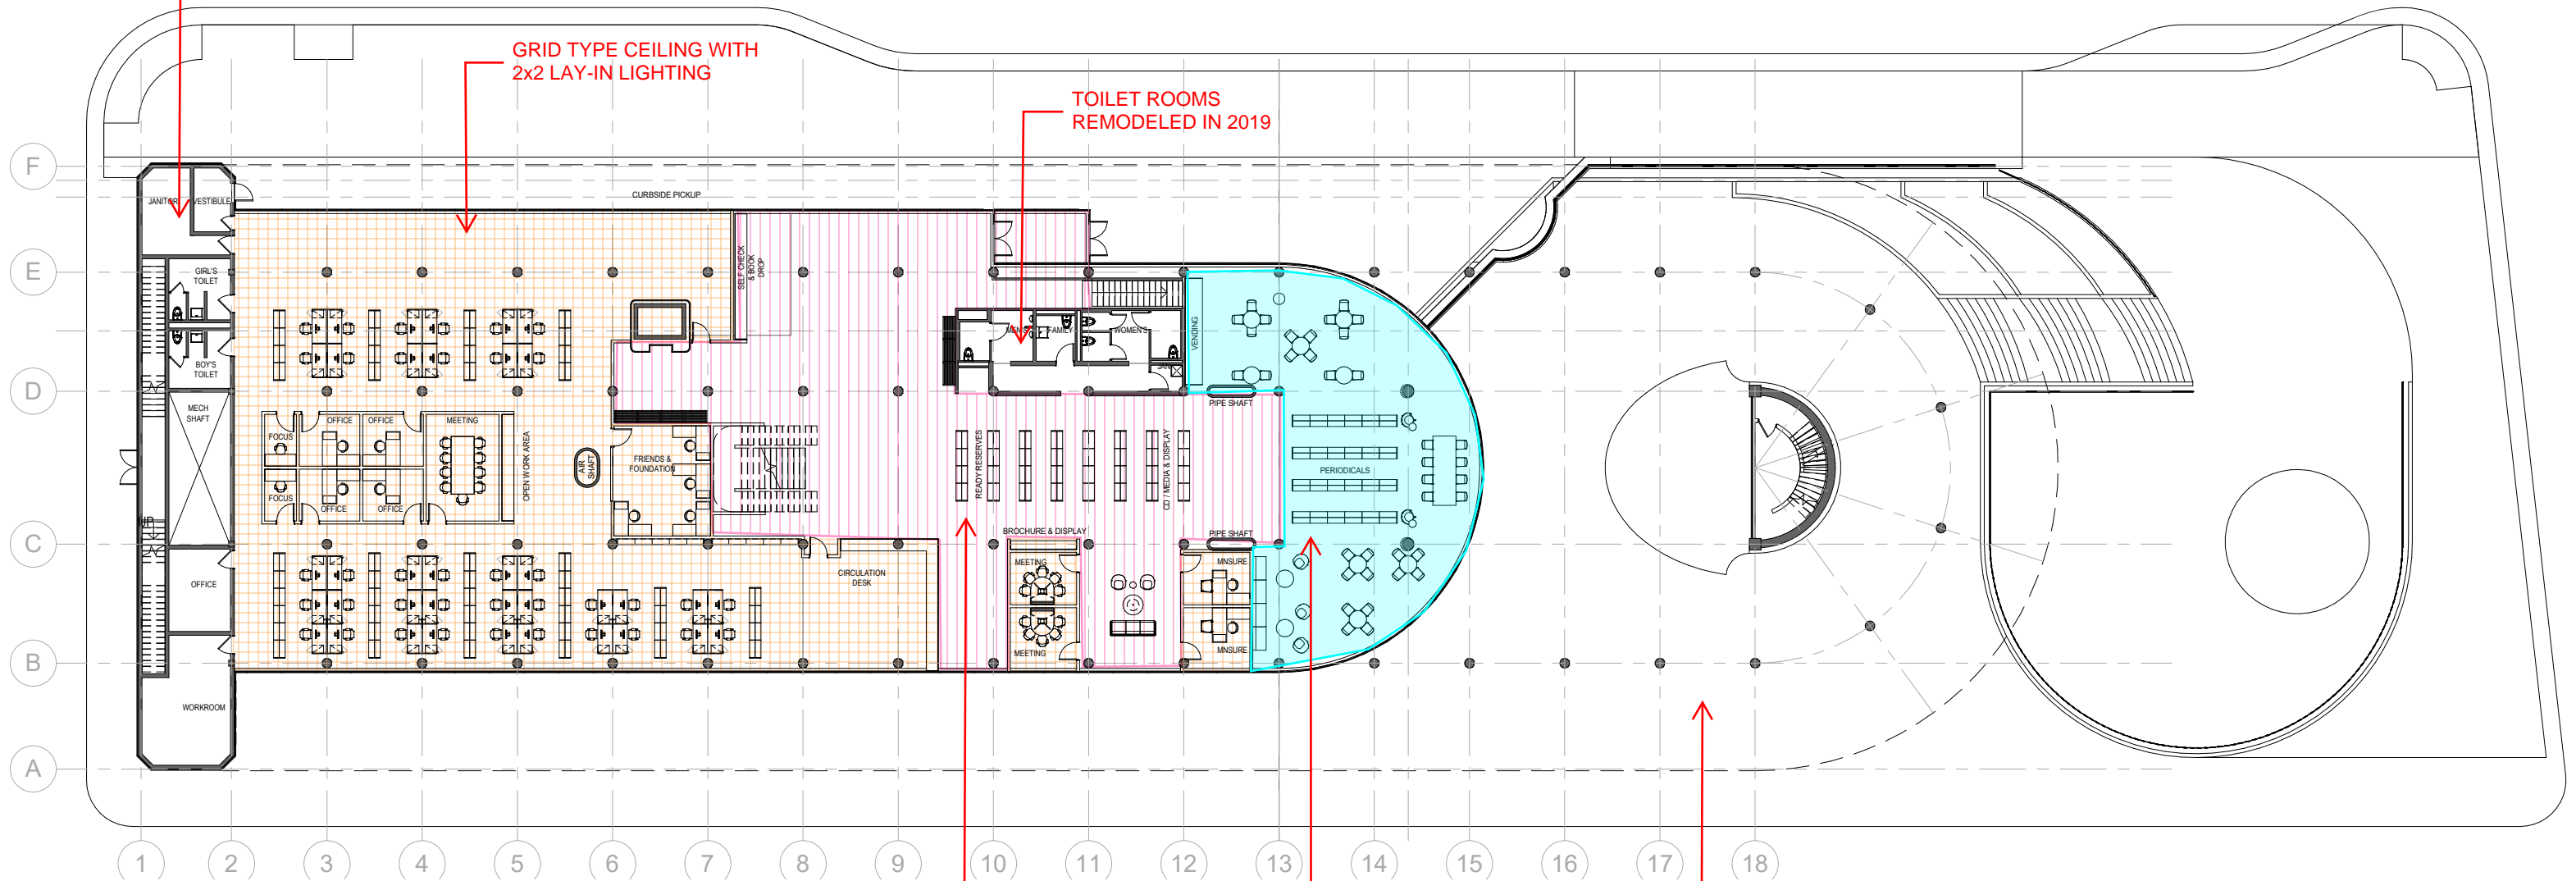 GRID TYPE CEILING WITH
2x2 LAY-IN LIGHTING
TOILET ROOMS
REMODELED IN 2019
F
E
D
C
B
A
CURBSIDE PICKUP
JANITOR
VESTIBULE
GIRL'S
TOILET
BOY'S
TOILET
MECH
SHAFT
UP
OFFICE
WORKROOM
SELF CHECK
& BOOK
DROP
MEN'S
FAMILY
WOMEN'S
JAN
VENDING
PIPE SHAFT
FOCUS
OFFICE
OFFICE
MEETING
FOCUS
OFFICE
OFFICE
OPEN WORK AREA
AIR
SHAFT
FRIENDS &
FOUNDATION
READY RESERVES
CD / MEDIA & DISPLAY
PERIODICALS
BROCHURE & DISPLAY
PIPE SHAFT
CIRCULATION
DESK
MEETING
MNSURE
MEETING
MNSURE
1
2
3
4
5
6
7
8
9
10
11
12
13
14
15
16
17
18